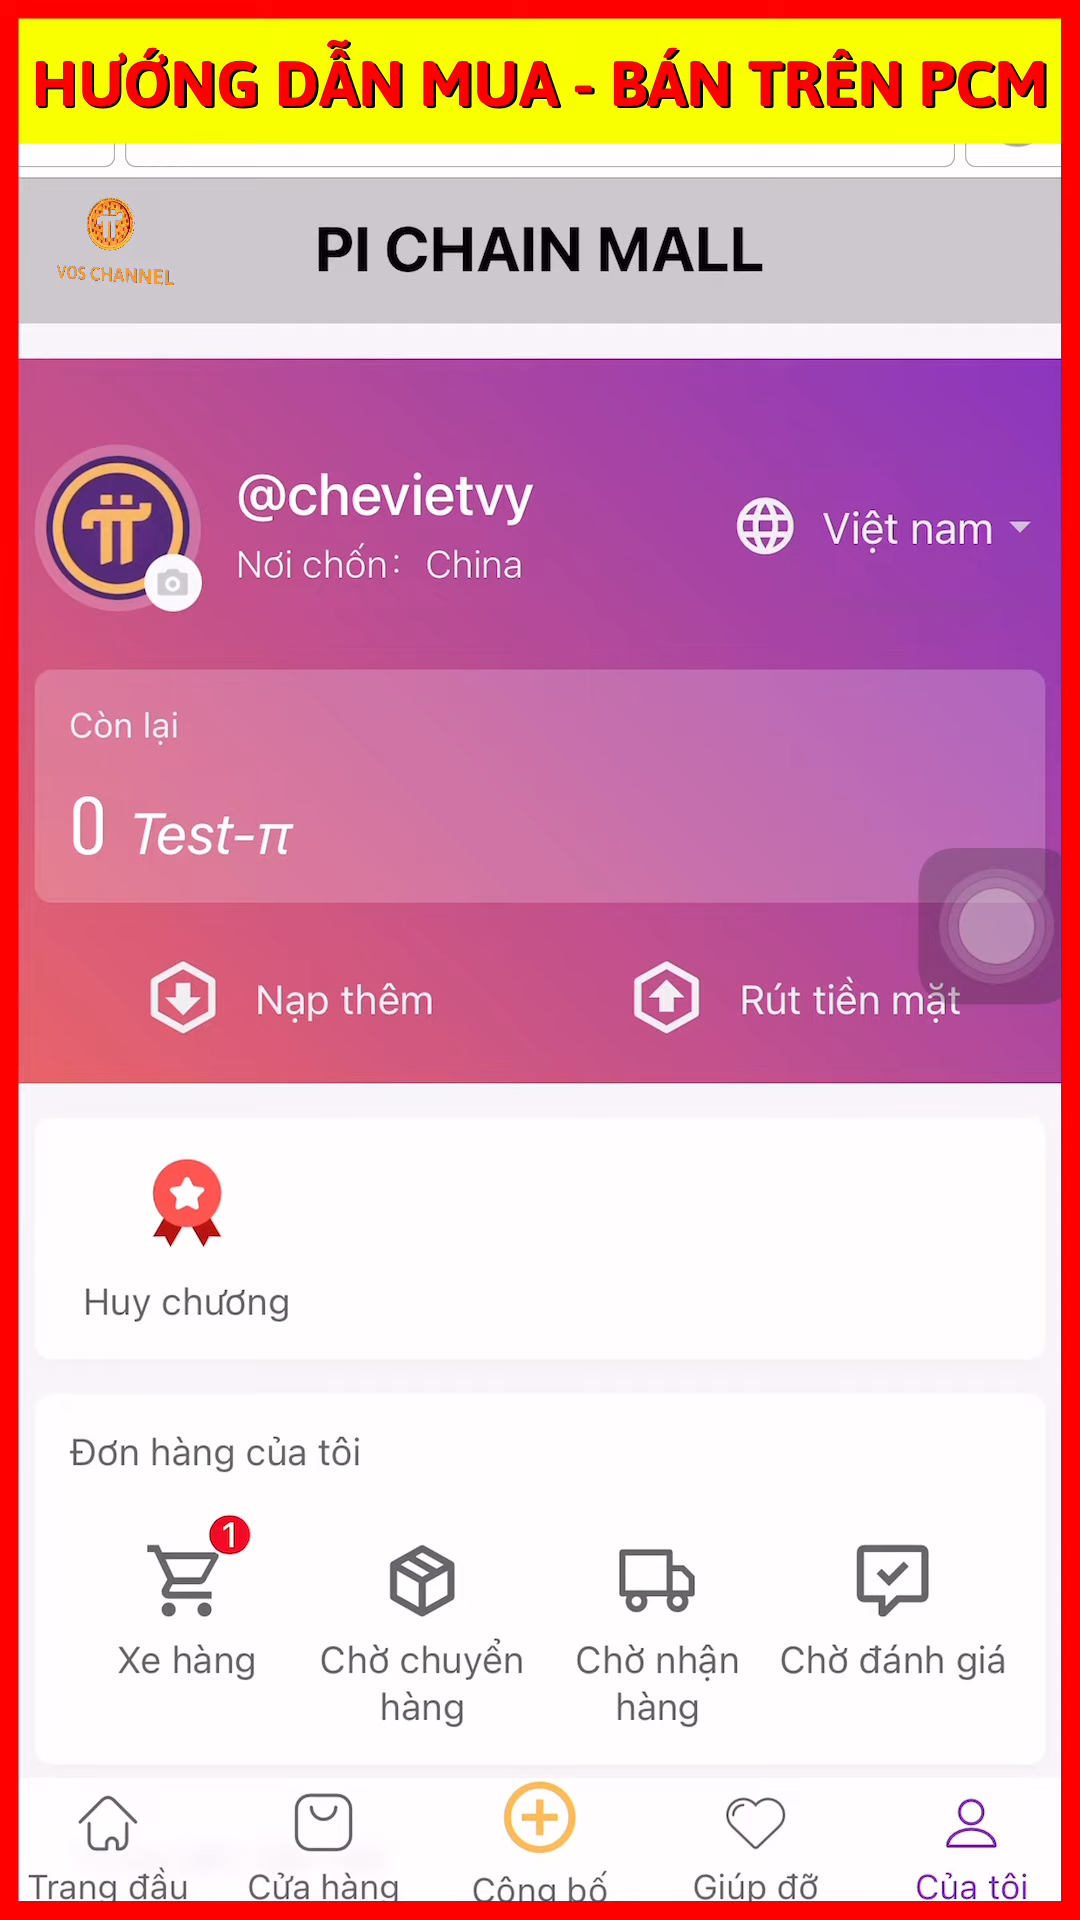 HƯỚNG DẪN MUA - BÁN TRÊN PCM
VOS CHANNEL
PI CHAIN MALL
@chevietvy
Nơi chốn: China
Việt nam
Còn lại
0 Test-π
Nạp thêm
Rút tiền mặt
Huy chương
Đơn hàng của tôi
1
Xe hàng
Chờ chuyển
hàng
Chờ nhận
hàng
Chờ đánh giá
Trang đầu
Cửa hàng
Công bố
Giúp đỡ
Của tôi